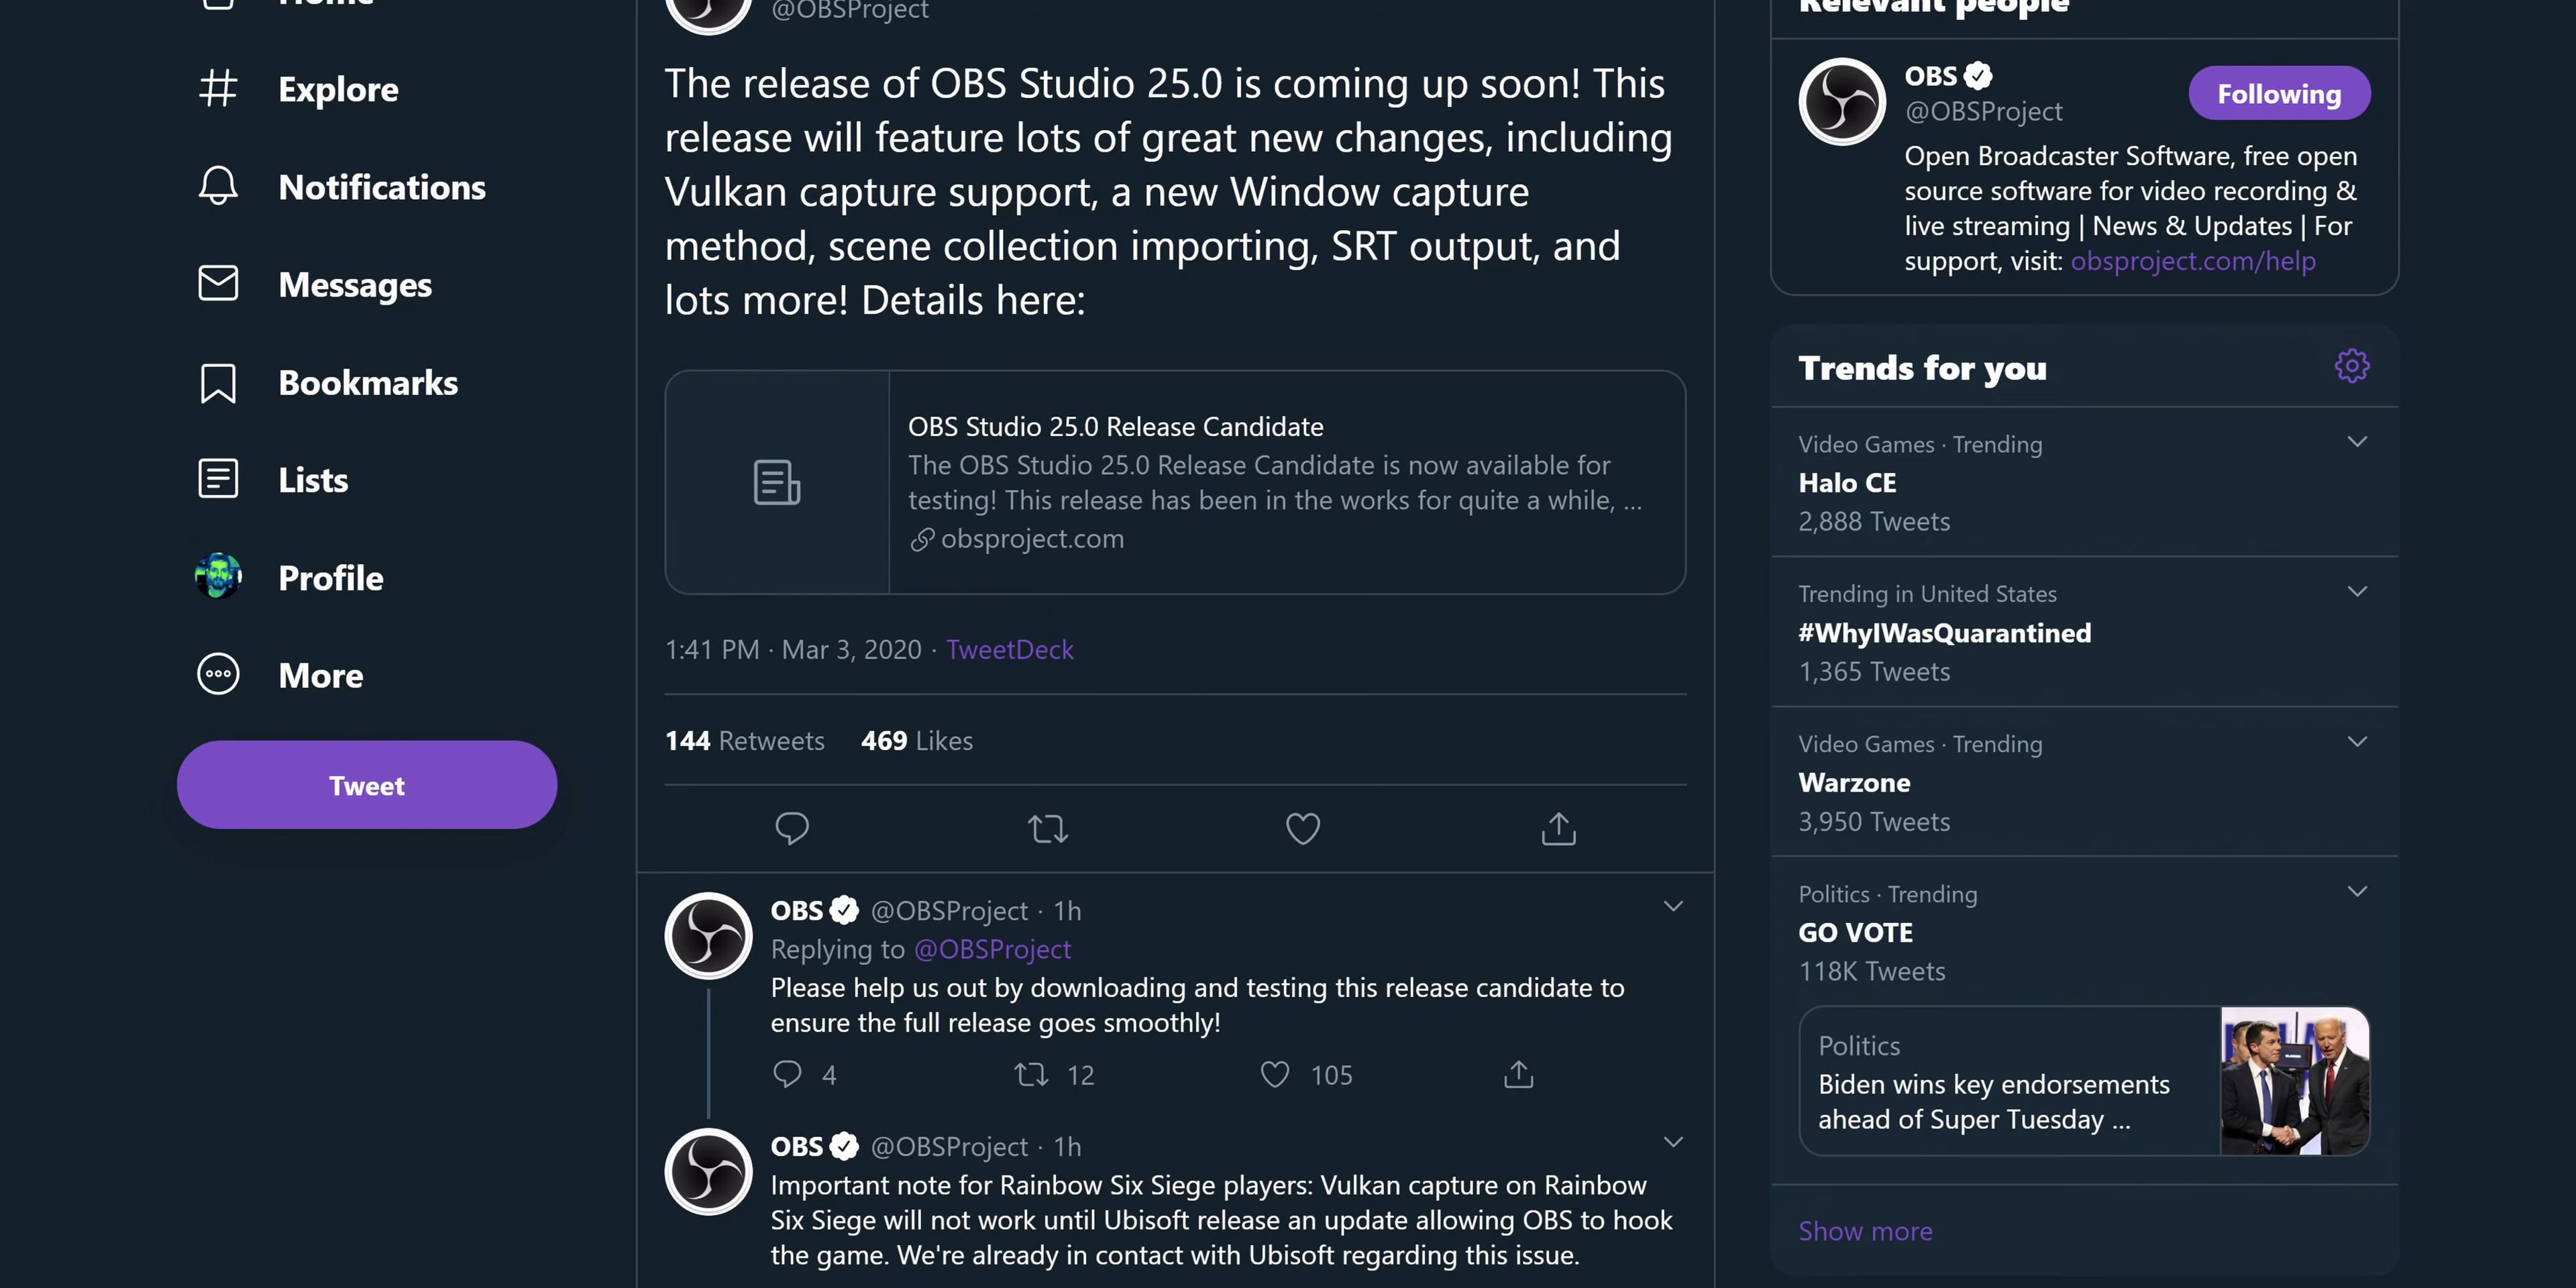 Home
Explore
Notifications
Messages
Bookmarks
Lists
Profile
More
Tweet
@OBSProject
The release of OBS Studio 25.0 is coming up soon! This
release will feature lots of great new changes, including
Vulkan capture support, a new Window capture
method, scene collection importing, SRT output, and
lots more! Details here:
OBS Studio 25.0 Release Candidate
The OBS Studio 25.0 Release Candidate is now available for
testing! This release has been in the works for quite a while, ...
obsproject.com
1:41 PM · Mar 3, 2020 · TweetDeck
144 Retweets 469 Likes
OBS @OBSProject · 1h
Replying to @OBSProject
Please help us out by downloading and testing this release candidate to
ensure the full release goes smoothly!
4 12 105
OBS @OBSProject · 1h
Important note for Rainbow Six Siege players: Vulkan capture on Rainbow
Six Siege will not work until Ubisoft release an update allowing OBS to hook
the game. We're already in contact with Ubisoft regarding this issue.
Relevant people
OBS
Following
@OBSProject
Open Broadcaster Software, free open
source software for video recording &
live streaming | News & Updates | For
support, visit: obsproject.com/help
Trends for you
Video Games · Trending
Halo CE
2,888 Tweets
Trending in United States
#WhyIWasQuarantined
1,365 Tweets
Video Games · Trending
Warzone
3,950 Tweets
Politics · Trending
GO VOTE
118K Tweets
Politics
Biden wins key endorsements
ahead of Super Tuesday ...
Show more